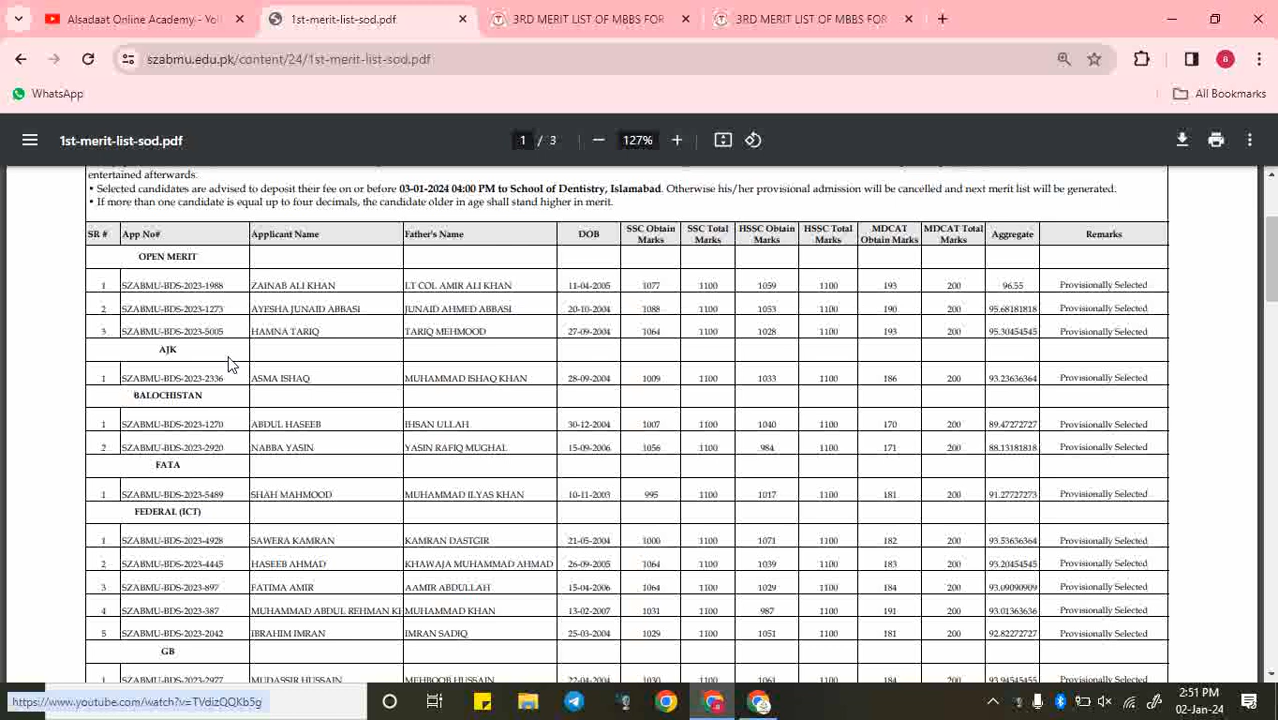 Alsadaat Online Academy - Yo
1st-merit-list-sod.pdf
3RD MERIT LIST OF MBBS FOR
3RD MERIT LIST OF MBBS FOR
szabmu.edu.pk/content/24/1st-merit-list-sod.pdf
a
WhatsApp
All Bookmarks
1st-merit-list-sod.pdf
1 / 3
127%
entertained afterwards.
• Selected candidates are advised to deposit their fee on or before 03-01-2024 04:00 PM to School of Dentistry, Islamabad. Otherwise his/her provisional admission will be cancelled and next merit list will be generated.
• If more than one candidate is equal up to four decimals, the candidate older in age shall stand higher in merit.
SR # App No# Applicant Name Father's Name DOB SSC Obtain Marks SSC Total Marks HSSC Obtain Marks HSSC Total Marks MDCAT Obtain Marks MDCAT Total Marks Aggregate Remarks
OPEN MERIT
1 SZABMU-BDS-2023-1988 ZAINAB ALI KHAN LT COL AMIR ALI KHAN 11-04-2005 1077 1100 1059 1100 193 200 96.55 Provisionally Selected
2 SZABMU-BDS-2023-1273 AYESHA JUNAID ABBASI JUNAID AHMED ABBASI 20-10-2004 1088 1100 1053 1100 190 200 95.68181818 Provisionally Selected
3 SZABMU-BDS-2023-5005 HAMNA TARIQ TARIQ MEHMOOD 27-09-2004 1064 1100 1028 1100 193 200 95.30454545 Provisionally Selected
AJK
1 SZABMU-BDS-2023-2336 ASMA ISHAQ MUHAMMAD ISHAQ KHAN 28-09-2004 1009 1100 1033 1100 186 200 93.23636364 Provisionally Selected
BALOCHISTAN
1 SZABMU-BDS-2023-1270 ABDUL HASEEB IHSAN ULLAH 30-12-2004 1007 1100 1040 1100 170 200 89.47272727 Provisionally Selected
2 SZABMU-BDS-2023-2920 NABBA YASIN YASIN RAFIQ MUGHAL 15-09-2006 1056 1100 984 1100 171 200 88.13181818 Provisionally Selected
FATA
1 SZABMU-BDS-2023-5489 SHAH MAHMOOD MUHAMMAD ILYAS KHAN 10-11-2003 995 1100 1017 1100 181 200 91.27727273 Provisionally Selected
FEDERAL (ICT)
1 SZABMU-BDS-2023-4928 SAWERA KAMRAN KAMRAN DASTGIR 21-05-2004 1000 1100 1071 1100 182 200 93.53636364 Provisionally Selected
2 SZABMU-BDS-2023-4445 HASEEB AHMAD KHAWAJA MUHAMMAD AHMAD 26-09-2005 1064 1100 1039 1100 183 200 93.20454545 Provisionally Selected
3 SZABMU-BDS-2023-897 FATIMA AMIR AAMIR ABDULLAH 15-04-2006 1064 1100 1029 1100 184 200 93.09090909 Provisionally Selected
4 SZABMU-BDS-2023-387 MUHAMMAD ABDUL REHMAN KH MUHAMMAD KHAN 13-02-2007 1031 1100 987 1100 191 200 93.01363636 Provisionally Selected
5 SZABMU-BDS-2023-2042 IBRAHIM IMRAN IMRAN SADIQ 25-03-2004 1029 1100 1051 1100 181 200 92.82272727 Provisionally Selected
GB
1 SZABMU-BDS-2023-2977 MUDASSIR HUSSAIN MEHBOOB HUSSAIN 22-04-2004 1030 1100 1061 1100 184 200 93.94545455 Provisionally Selected
https://www.youtube.com/watch?v=TVdizQQKb5g
2:51 PM
02-Jan-24